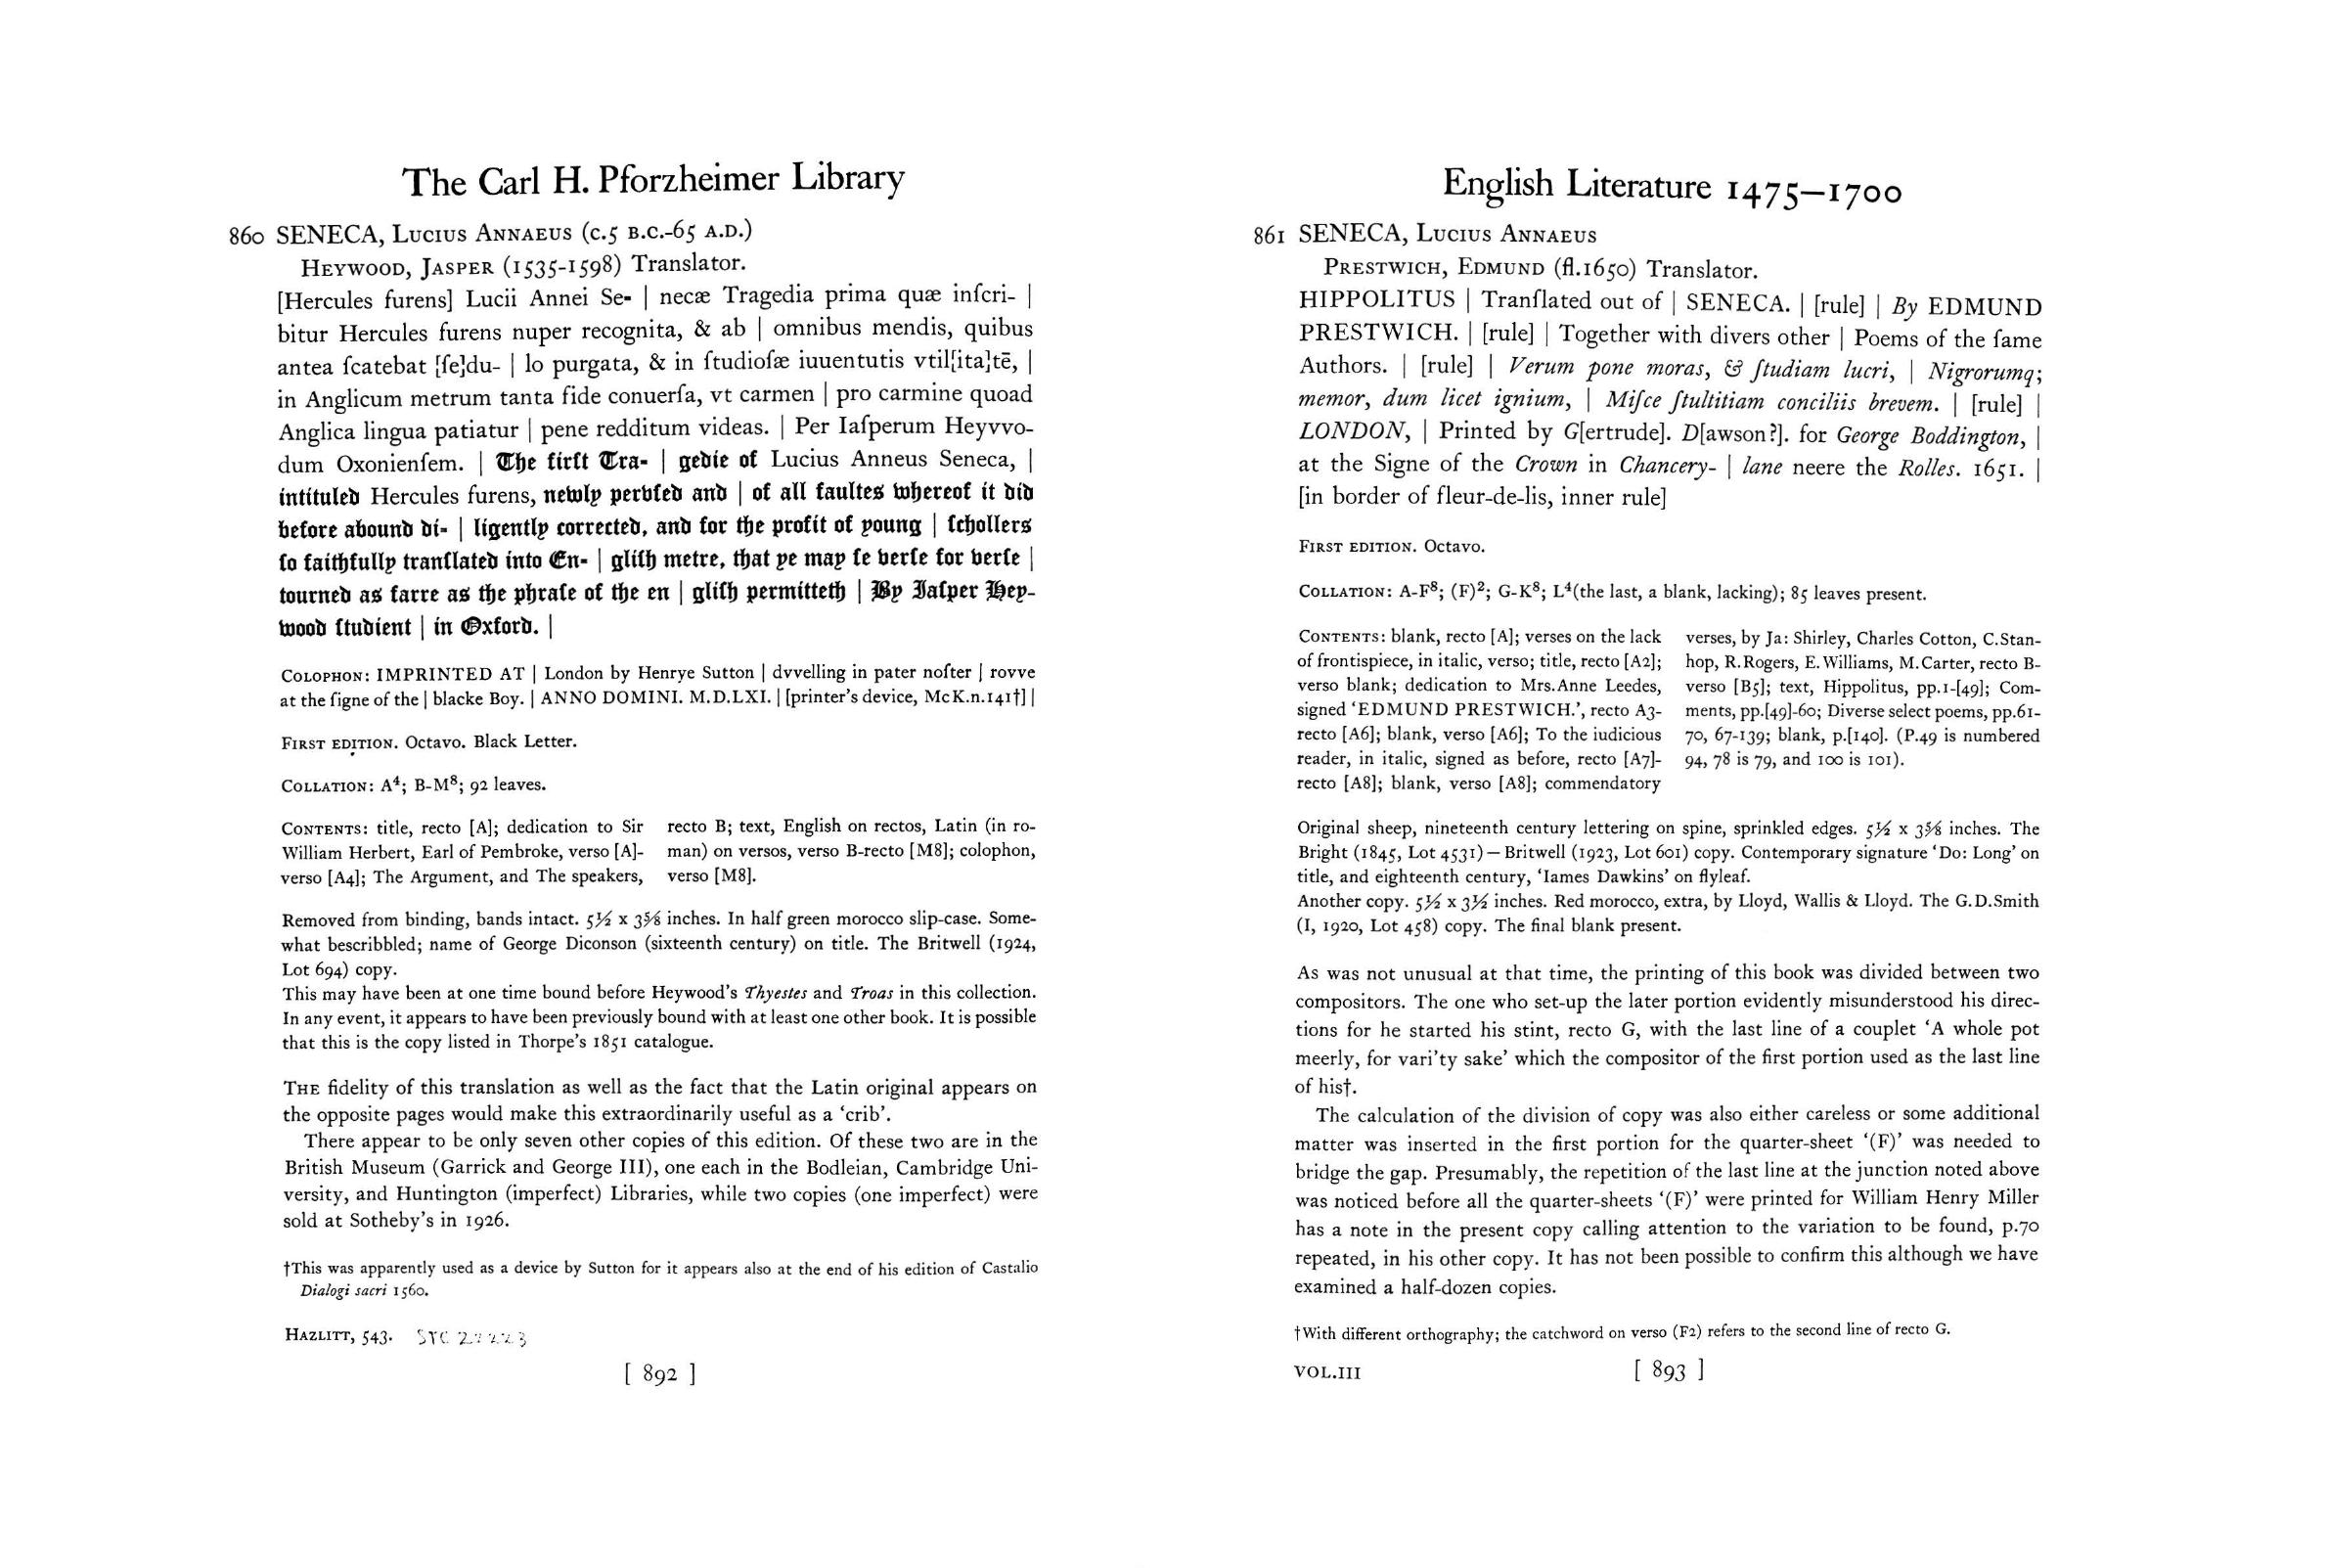 The Carl H. Pforzheimer Library
860 SENECA, Lucius Annaeus (c.5 B.C.-65 A.D.)
Heywood, Jasper (1535-1598) Translator.
[Hercules furens] Lucii Annei Se- | necæ Tragedia prima quæ inſcri- |
bitur Hercules furens nuper recognita, & ab | omnibus mendis, quibus
antea ſcatebat [ſe]du- | lo purgata, & in ſtudioſæ iuuentutis vtil[ita]tē, |
in Anglicum metrum tanta fide conuerſa, vt carmen | pro carmine quoad
Anglica lingua patiatur | pene redditum videas. | Per Iaſperum Heyvvo-
dum Oxonienſem. | The firſt Tra- | gedie of Lucius Anneus Seneca, |
intituled Hercules furens, newly peruſed and | of all faultes whereof it did
before abound di- | ligently corrected, and for the profit of young | ſchollers
ſo faithfully tranſlated into En- | gliſh metre, that ye may ſe verſe for verſe |
tourned as farre as the phraſe of the en | gliſh permitteth | By Jaſper Hey-
wood ſtudient | in Oxford. |
Colophon: IMPRINTED AT | London by Henrye Sutton | dvvelling in pater noſter | rovve
at the ſigne of the | blacke Boy. | ANNO DOMINI. M.D.LXI. | [printer's device, McK.n.141†] |
First edition. Octavo. Black Letter.
Collation: A⁴; B-M⁸; 92 leaves.
Contents: title, recto [A]; dedication to Sir
William Herbert, Earl of Pembroke, verso [A]-
verso [A4]; The Argument, and The speakers,
recto B; text, English on rectos, Latin (in ro-
man) on versos, verso B-recto [M8]; colophon,
verso [M8].
Removed from binding, bands intact. 5½ x 3⅝ inches. In half green morocco slip-case. Some-
what bescribbled; name of George Diconson (sixteenth century) on title. The Britwell (1924,
Lot 694) copy.
This may have been at one time bound before Heywood's Thyestes and Troas in this collection.
In any event, it appears to have been previously bound with at least one other book. It is possible
that this is the copy listed in Thorpe's 1851 catalogue.
The fidelity of this translation as well as the fact that the Latin original appears on
the opposite pages would make this extraordinarily useful as a 'crib'.
There appear to be only seven other copies of this edition. Of these two are in the
British Museum (Garrick and George III), one each in the Bodleian, Cambridge Uni-
versity, and Huntington (imperfect) Libraries, while two copies (one imperfect) were
sold at Sotheby's in 1926.
†This was apparently used as a device by Sutton for it appears also at the end of his edition of Castalio
Dialogi sacri 1560.
Hazlitt, 543. STC 22223
[ 892 ]
English Literature 1475–1700
861 SENECA, Lucius Annaeus
Prestwich, Edmund (fl.1650) Translator.
HIPPOLITUS | Tranſlated out of | SENECA. | [rule] | By EDMUND
PRESTWICH. | [rule] | Together with divers other | Poems of the ſame
Authors. | [rule] | Verum pone moras, & ſtudiam lucri, | Nigrorumq;
memor, dum licet ignium, | Miſce ſtultitiam conciliis brevem. | [rule] |
LONDON, | Printed by G[ertrude]. D[awson?]. for George Boddington, |
at the Signe of the Crown in Chancery- | lane neere the Rolles. 1651. |
[in border of fleur-de-lis, inner rule]
First edition. Octavo.
Collation: A-F⁸; (F)²; G-K⁸; L⁴(the last, a blank, lacking); 85 leaves present.
Contents: blank, recto [A]; verses on the lack
of frontispiece, in italic, verso; title, recto [A2];
verso blank; dedication to Mrs.Anne Leedes,
signed 'EDMUND PRESTWICH.', recto A3-
recto [A6]; blank, verso [A6]; To the iudicious
reader, in italic, signed as before, recto [A7]-
recto [A8]; blank, verso [A8]; commendatory
verses, by Ja: Shirley, Charles Cotton, C.Stan-
hop, R.Rogers, E.Williams, M.Carter, recto B-
verso [B5]; text, Hippolitus, pp.1-[49]; Com-
ments, pp.[49]-60; Diverse select poems, pp.61-
70, 67-139; blank, p.[140]. (P.49 is numbered
94, 78 is 79, and 100 is 101).
Original sheep, nineteenth century lettering on spine, sprinkled edges. 5½ x 3⅝ inches. The
Bright (1845, Lot 4531) — Britwell (1923, Lot 601) copy. Contemporary signature 'Do: Long' on
title, and eighteenth century, 'Iames Dawkins' on flyleaf.
Another copy. 5½ x 3½ inches. Red morocco, extra, by Lloyd, Wallis & Lloyd. The G.D.Smith
(I, 1920, Lot 458) copy. The final blank present.
As was not unusual at that time, the printing of this book was divided between two
compositors. The one who set-up the later portion evidently misunderstood his direc-
tions for he started his stint, recto G, with the last line of a couplet 'A whole pot
meerly, for vari'ty sake' which the compositor of the first portion used as the last line
of his†.
The calculation of the division of copy was also either careless or some additional
matter was inserted in the first portion for the quarter-sheet '(F)' was needed to
bridge the gap. Presumably, the repetition of the last line at the junction noted above
was noticed before all the quarter-sheets '(F)' were printed for William Henry Miller
has a note in the present copy calling attention to the variation to be found, p.70
repeated, in his other copy. It has not been possible to confirm this although we have
examined a half-dozen copies.
†With different orthography; the catchword on verso (F2) refers to the second line of recto G.
VOL.III
[ 893 ]